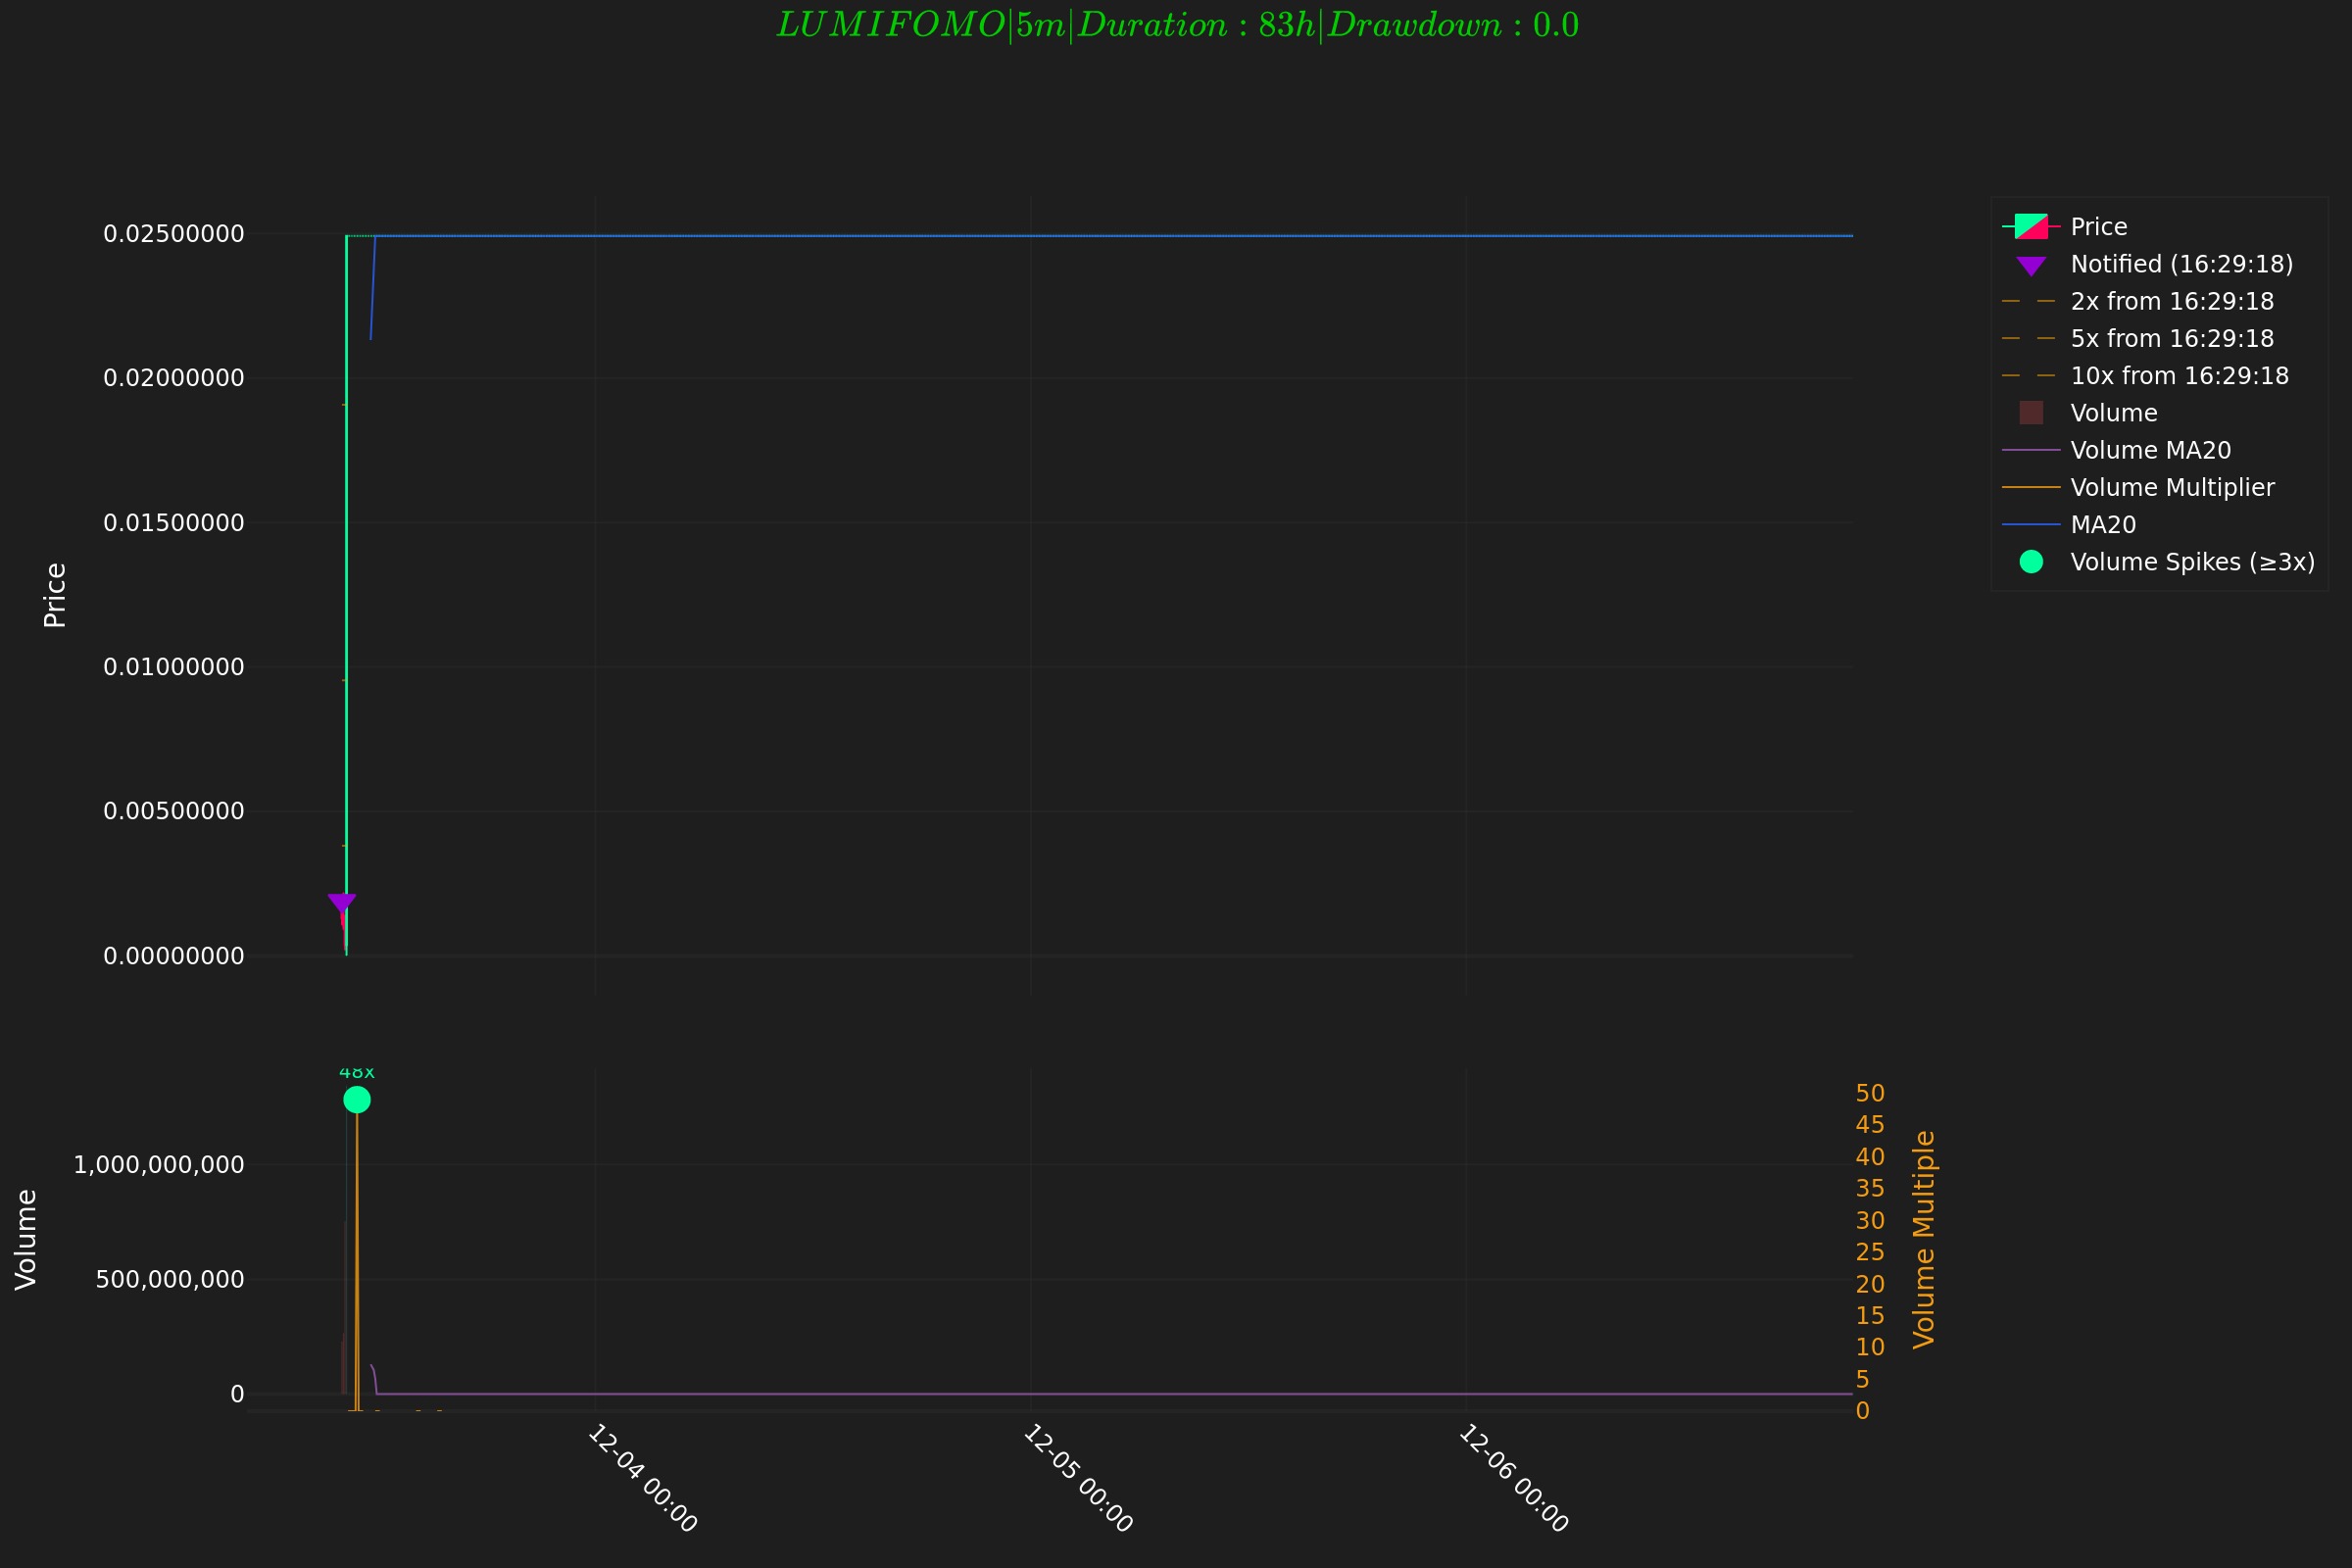 LUMIFOMO|5m|Duration : 83h|Drawdown : 0.0
Price
0.02500000
0.02000000
0.01500000
0.01000000
0.00500000
0.00000000
Price
Notified (16:29:18)
2x from 16:29:18
5x from 16:29:18
10x from 16:29:18
Volume
Volume MA20
Volume Multiplier
MA20
Volume Spikes (≥3x)
48x
Volume
1,000,000,000
500,000,000
0
50
45
40
35
30
25
20
15
10
5
0
Volume Multiple
12-04 00:00
12-05 00:00
12-06 00:00